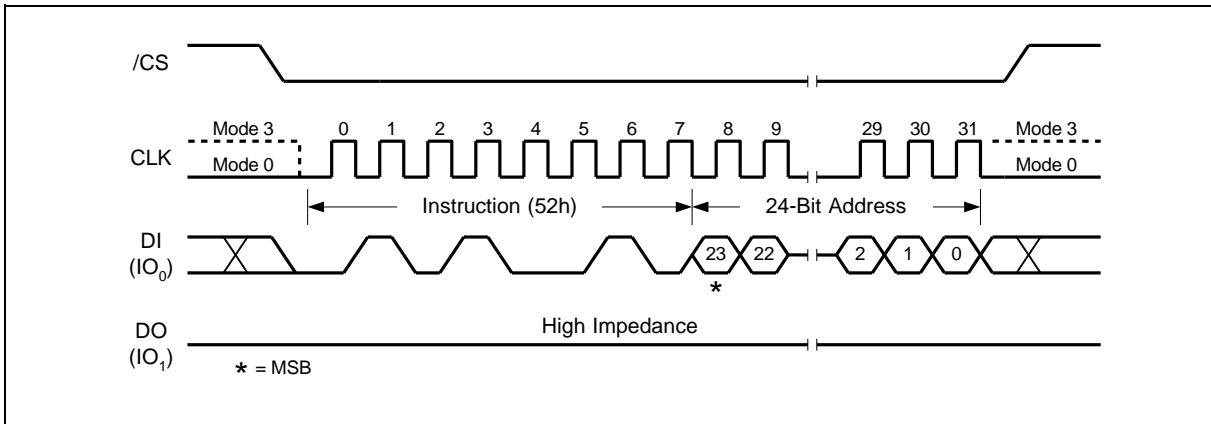 /CS
Mode 3 0 1 2 3 4 5 6 7 8 9 29 30 31 Mode 3
CLK
Mode 0 Mode 0
Instruction (52h) 24-Bit Address
DI
(IO0)
23 22 2 1 0
*
High Impedance
DO
(IO1)
* = MSB